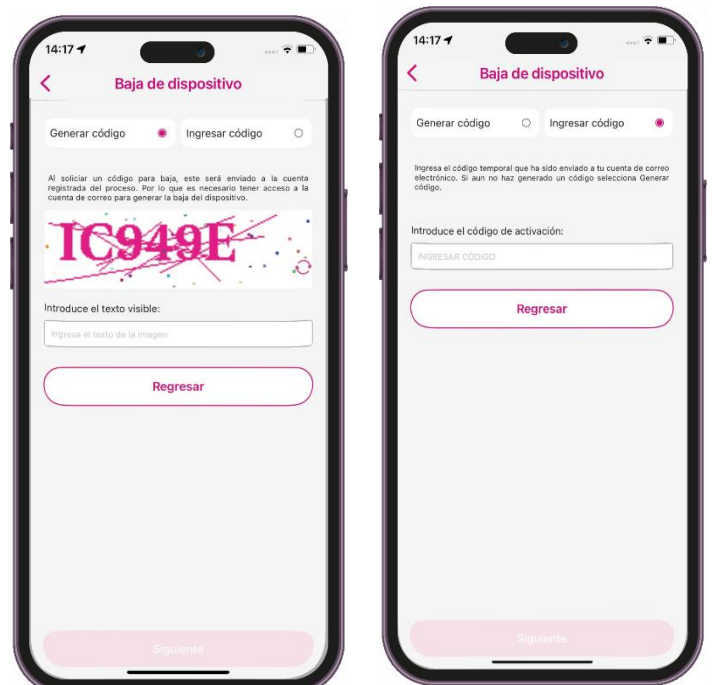 14:17
Baja de dispositivo
Generar código
Ingresar código
Al soliciar un código para baja, este será enviado a la cuenta
registrada del proceso. Por lo que es necesario tener acceso a la
cuenta de correo para generar la baja del dispositivo.
IC949E
Introduce el texto visible:
Ingresa el texto de la imagen
Regresar
Siguiente
14:17
Baja de dispositivo
Generar código
Ingresar código
Ingresa el código temporal que ha sido enviado a tu cuenta de correo
electrónico. Si aun no haz generado un código selecciona Generar
código.
Introduce el código de activación:
INGRESAR CÓDIGO
Regresar
Siguiente